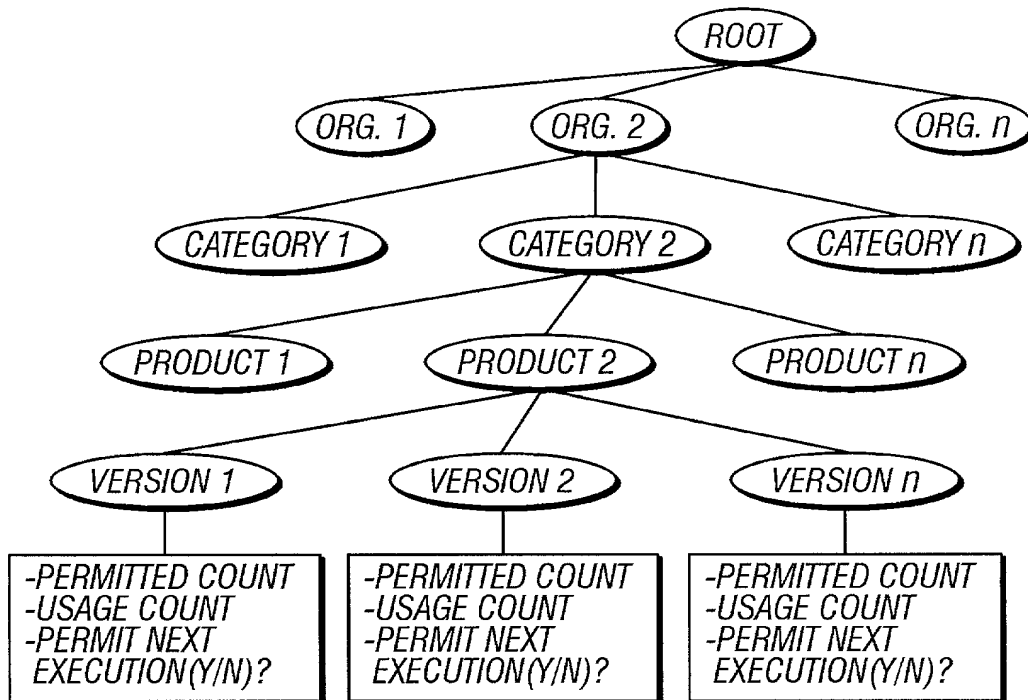 ROOT
ORG. 1
ORG. 2
ORG. n
CATEGORY 1
CATEGORY 2
CATEGORY n
PRODUCT 1
PRODUCT 2
PRODUCT n
VERSION 1
VERSION 2
VERSION n
-PERMITTED COUNT
-USAGE COUNT
-PERMIT NEXT
EXECUTION(Y/N)?
-PERMITTED COUNT
-USAGE COUNT
-PERMIT NEXT
EXECUTION(Y/N)?
-PERMITTED COUNT
-USAGE COUNT
-PERMIT NEXT
EXECUTION(Y/N)?